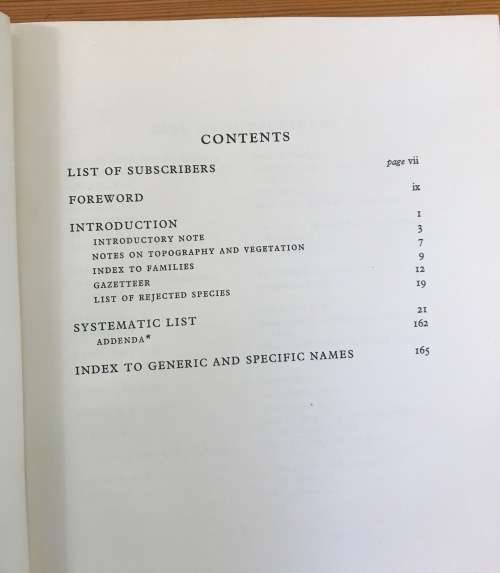 CONTENTS
LIST OF SUBSCRIBERS page vii
FOREWORD ix
INTRODUCTION 1
INTRODUCTORY NOTE 3
NOTES ON TOPOGRAPHY AND VEGETATION 7
INDEX TO FAMILIES 9
GAZETTEER 12
LIST OF REJECTED SPECIES 19
SYSTEMATIC LIST 21
ADDENDA* 162
INDEX TO GENERIC AND SPECIFIC NAMES 165